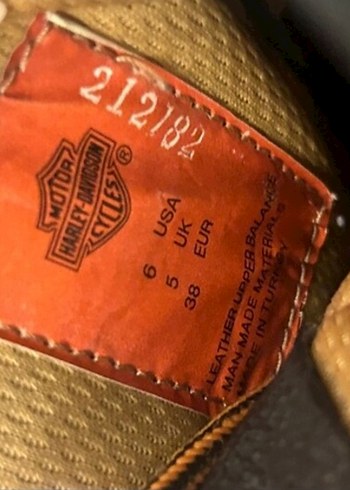 212182
MOTOR
HARLEY-DAVIDSON
CYCLES
®
6 USA
5 UK
38 EUR
LEATHER UPPER BALANCE
MAN MADE MATERIALS
MADE IN TURKEY